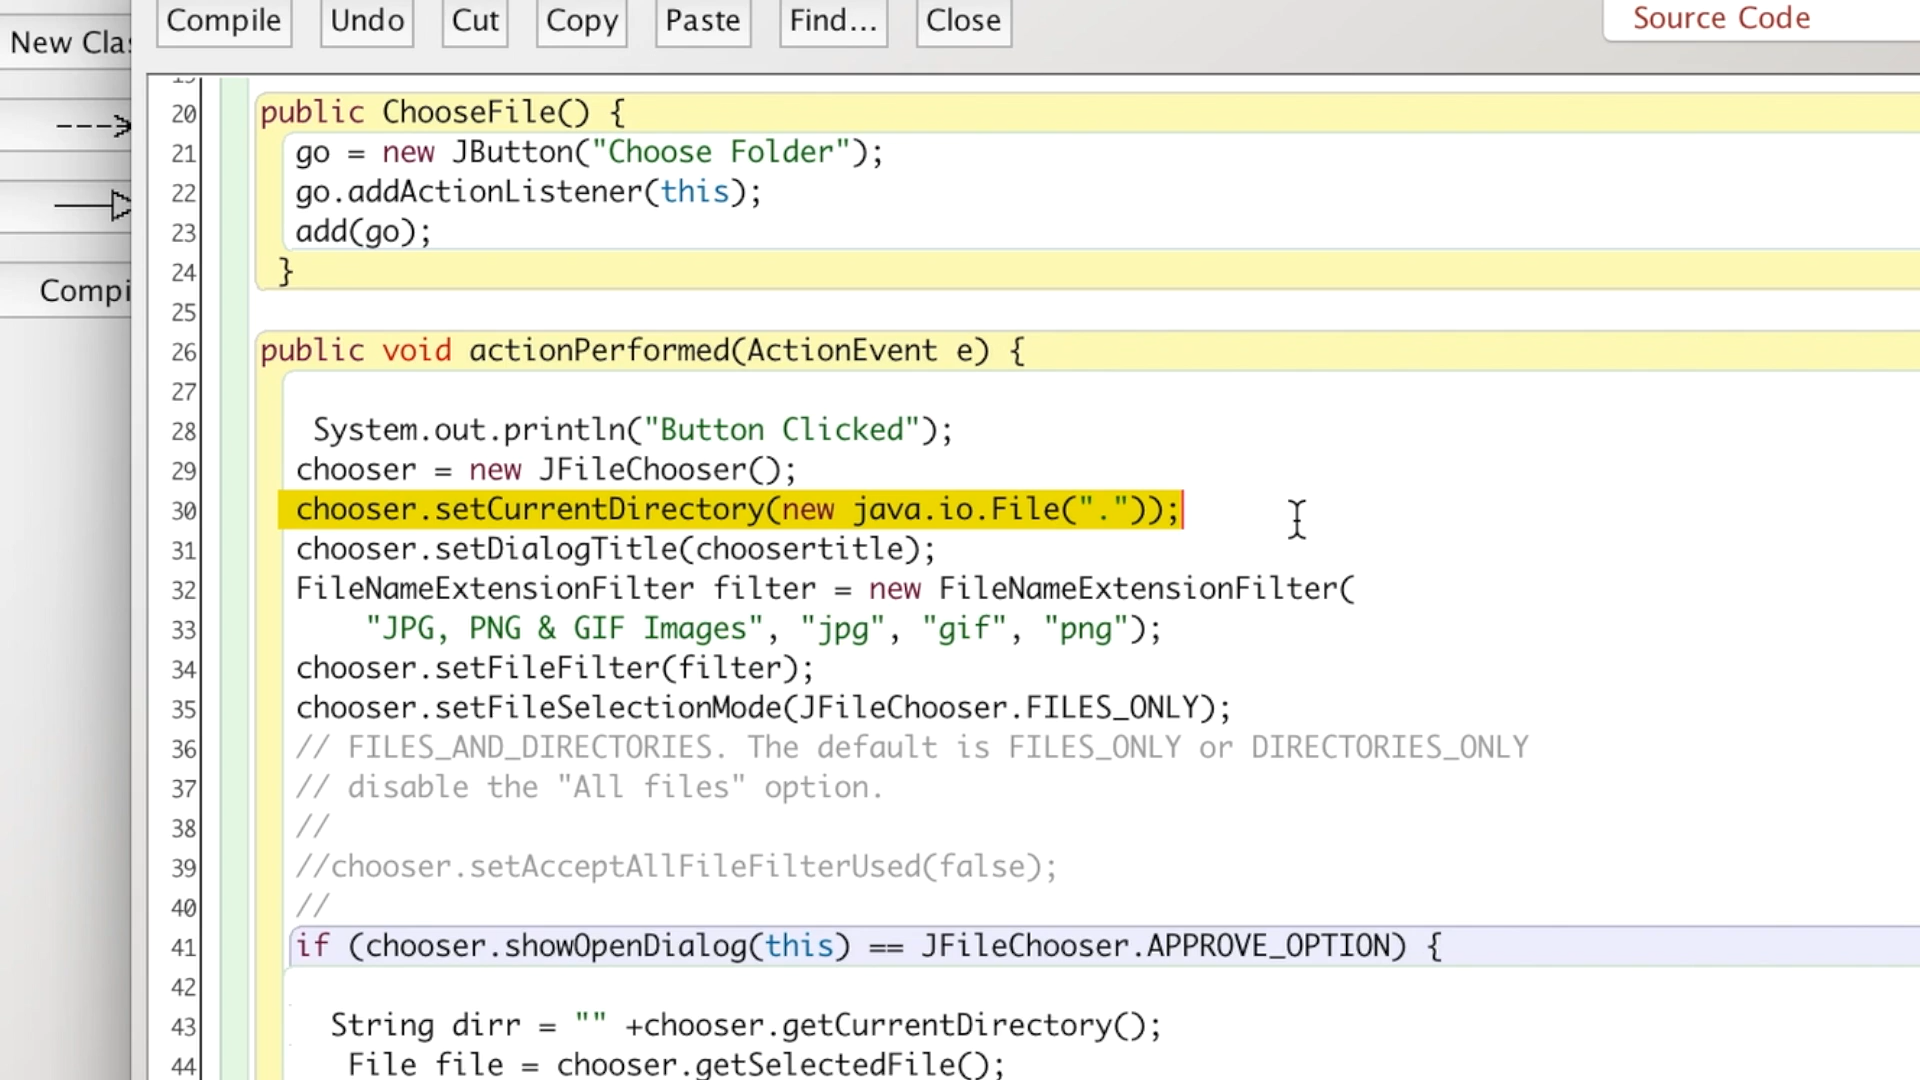 Compile Undo Cut Copy Paste Find... Close Source Code
New Clas
Compi
20 public ChooseFile() {
21 go = new JButton("Choose Folder");
22 go.addActionListener(this);
23 add(go);
24 }
25
26 public void actionPerformed(ActionEvent e) {
27
28 System.out.println("Button Clicked");
29 chooser = new JFileChooser();
30 chooser.setCurrentDirectory(new java.io.File("."));
31 chooser.setDialogTitle(choosertitle);
32 FileNameExtensionFilter filter = new FileNameExtensionFilter(
33 "JPG, PNG & GIF Images", "jpg", "gif", "png");
34 chooser.setFileFilter(filter);
35 chooser.setFileSelectionMode(JFileChooser.FILES_ONLY);
36 // FILES_AND_DIRECTORIES. The default is FILES_ONLY or DIRECTORIES_ONLY
37 // disable the "All files" option.
38 //
39 //chooser.setAcceptAllFileFilterUsed(false);
40 //
41 if (chooser.showOpenDialog(this) == JFileChooser.APPROVE_OPTION) {
42
43 String dirr = "" +chooser.getCurrentDirectory();
44 File file = chooser.getSelectedFile();